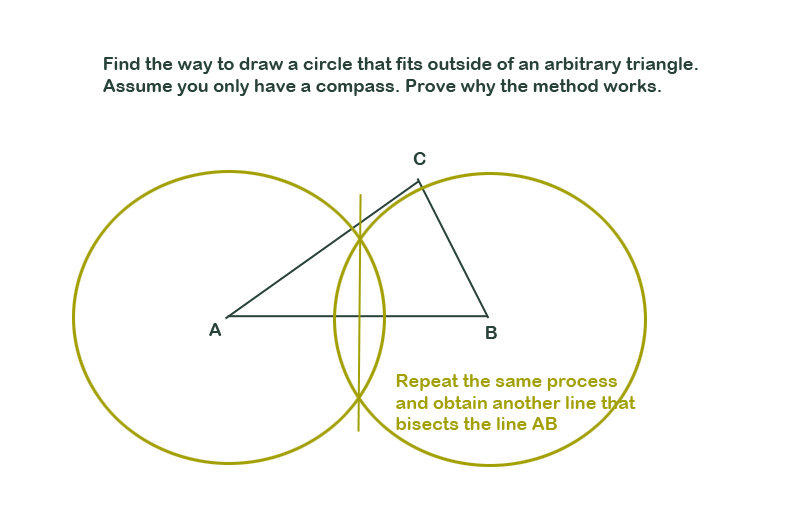 Find the way to draw a circle that fits outside of an arbitrary triangle.
Assume you only have a compass. Prove why the method works.
C
A
B
Repeat the same process
and obtain another line that
bisects the line AB